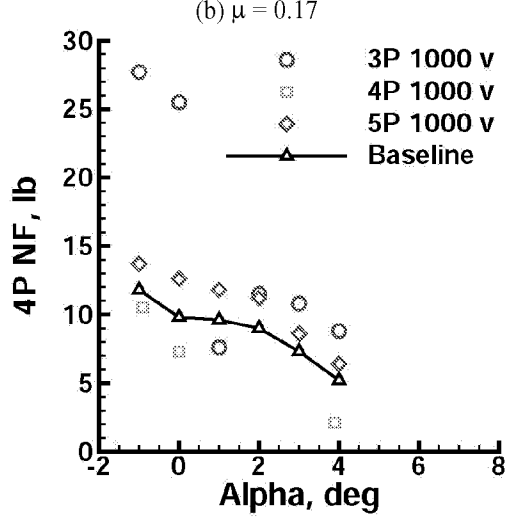 (b) μ = 0.17
30
25
20
15
10
5
0
4P NF, lb
3P 1000 v
4P 1000 v
5P 1000 v
Baseline
-2 0 2 4 6 8
Alpha, deg